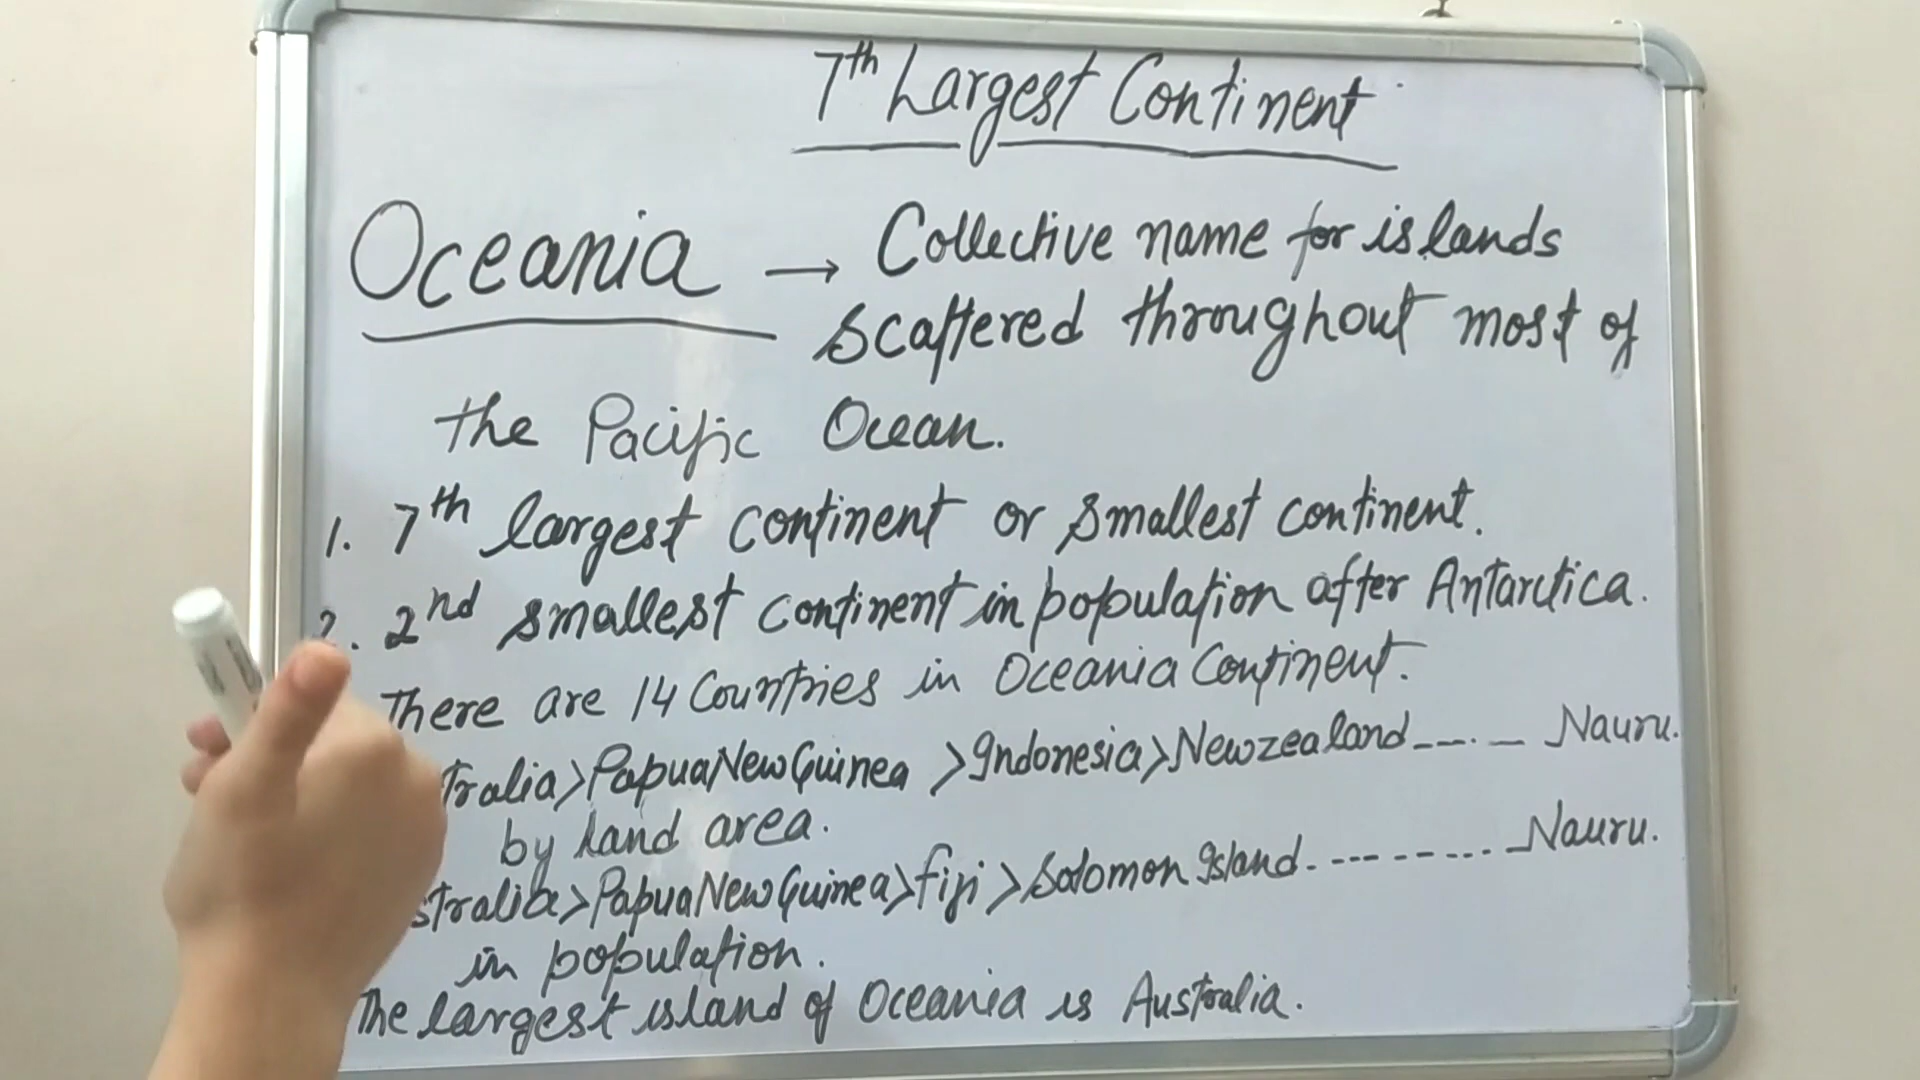 7th Largest Continent
Oceania → Collective name for islands
scattered throughout most of
the Pacific Ocean.
1. 7th largest continent or smallest continent.
2. 2nd smallest continent in population after Antarctica.
There are 14 Countries in Oceania Continent.
tralia>Papua New Guinea >Indonesia>Newzealand--.- Nauru.
by land area.
stralia>Papua New Guinea>fiji>Solomon Island.-------Nauru.
in population.
The largest island of Oceania is Australia.